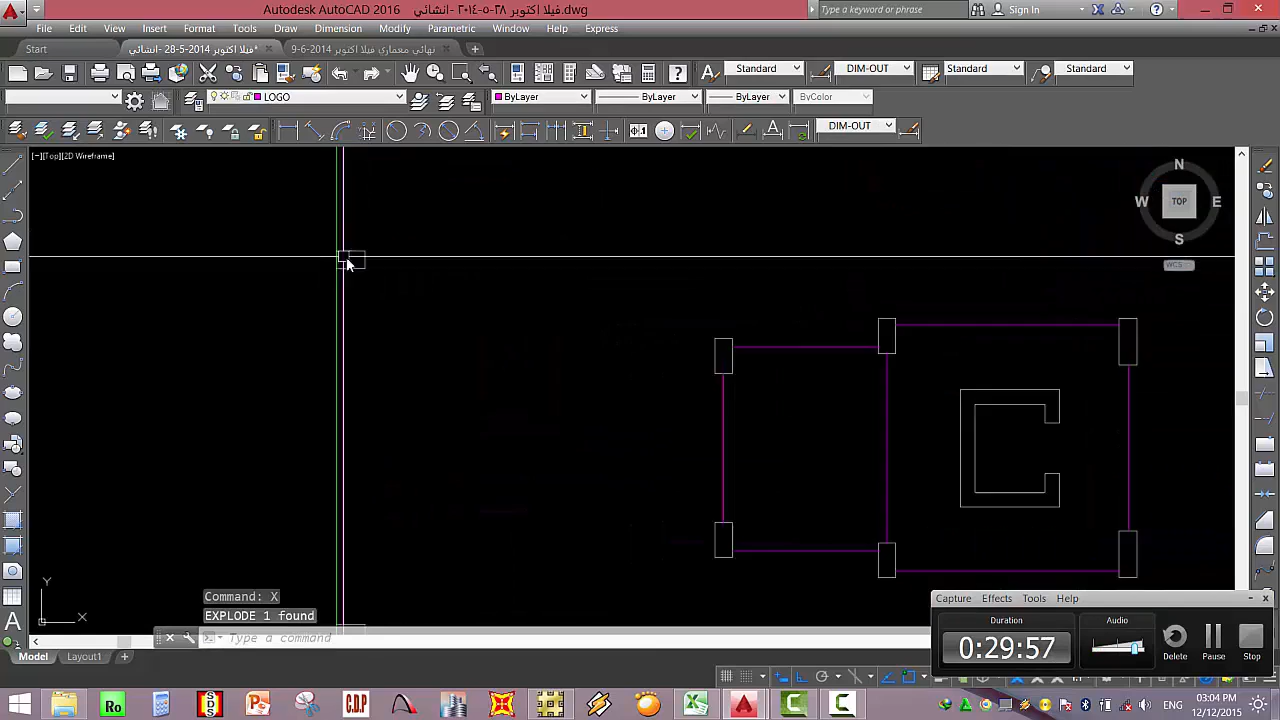 Autodesk AutoCAD 2016 فيلا اكتوبر ٢٨-٥-٢٠١٤ -انشائي.dwg
Type a keyword or phrase
Sign In
File Edit View Insert Format Tools Draw Dimension Modify Parametric Window Help Express
Start
فيلا اكتوبر 2014-5-28 -انشائي*
نهائي معماري فيلا اكتوبر 2014-6-9
Standard DIM-OUT Standard Standard
LOGO ByLayer ByLayer ByLayer ByColor
DIM-OUT
[−][Top][2D Wireframe]
N
W TOP E
S
WCS
Y
X
Command: X
EXPLODE 1 found
Type a command
Model Layout1
Capture Effects Tools Help
Duration Audio
0:29:57
Delete Pause Stop
Ro
SDS
C.D.P
ENG
03:04 PM
12/12/2015